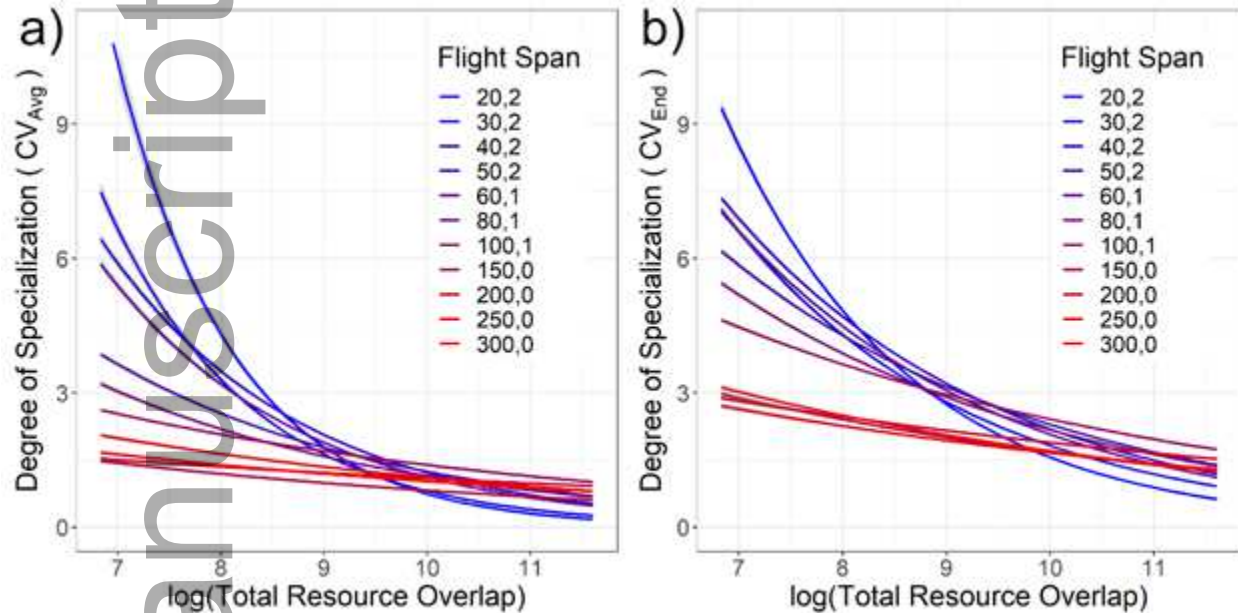 a)
Degree of Specialization ( CVAvg )
9
6
3
0
7 8 9 10 11
log(Total Resource Overlap)
Flight Span
20,2
30,2
40,2
50,2
60,1
80,1
100,1
150,0
200,0
250,0
300,0
b)
Degree of Specialization ( CVEnd )
9
6
3
0
7 8 9 10 11
log(Total Resource Overlap)
Flight Span
20,2
30,2
40,2
50,2
60,1
80,1
100,1
150,0
200,0
250,0
300,0
anuscript